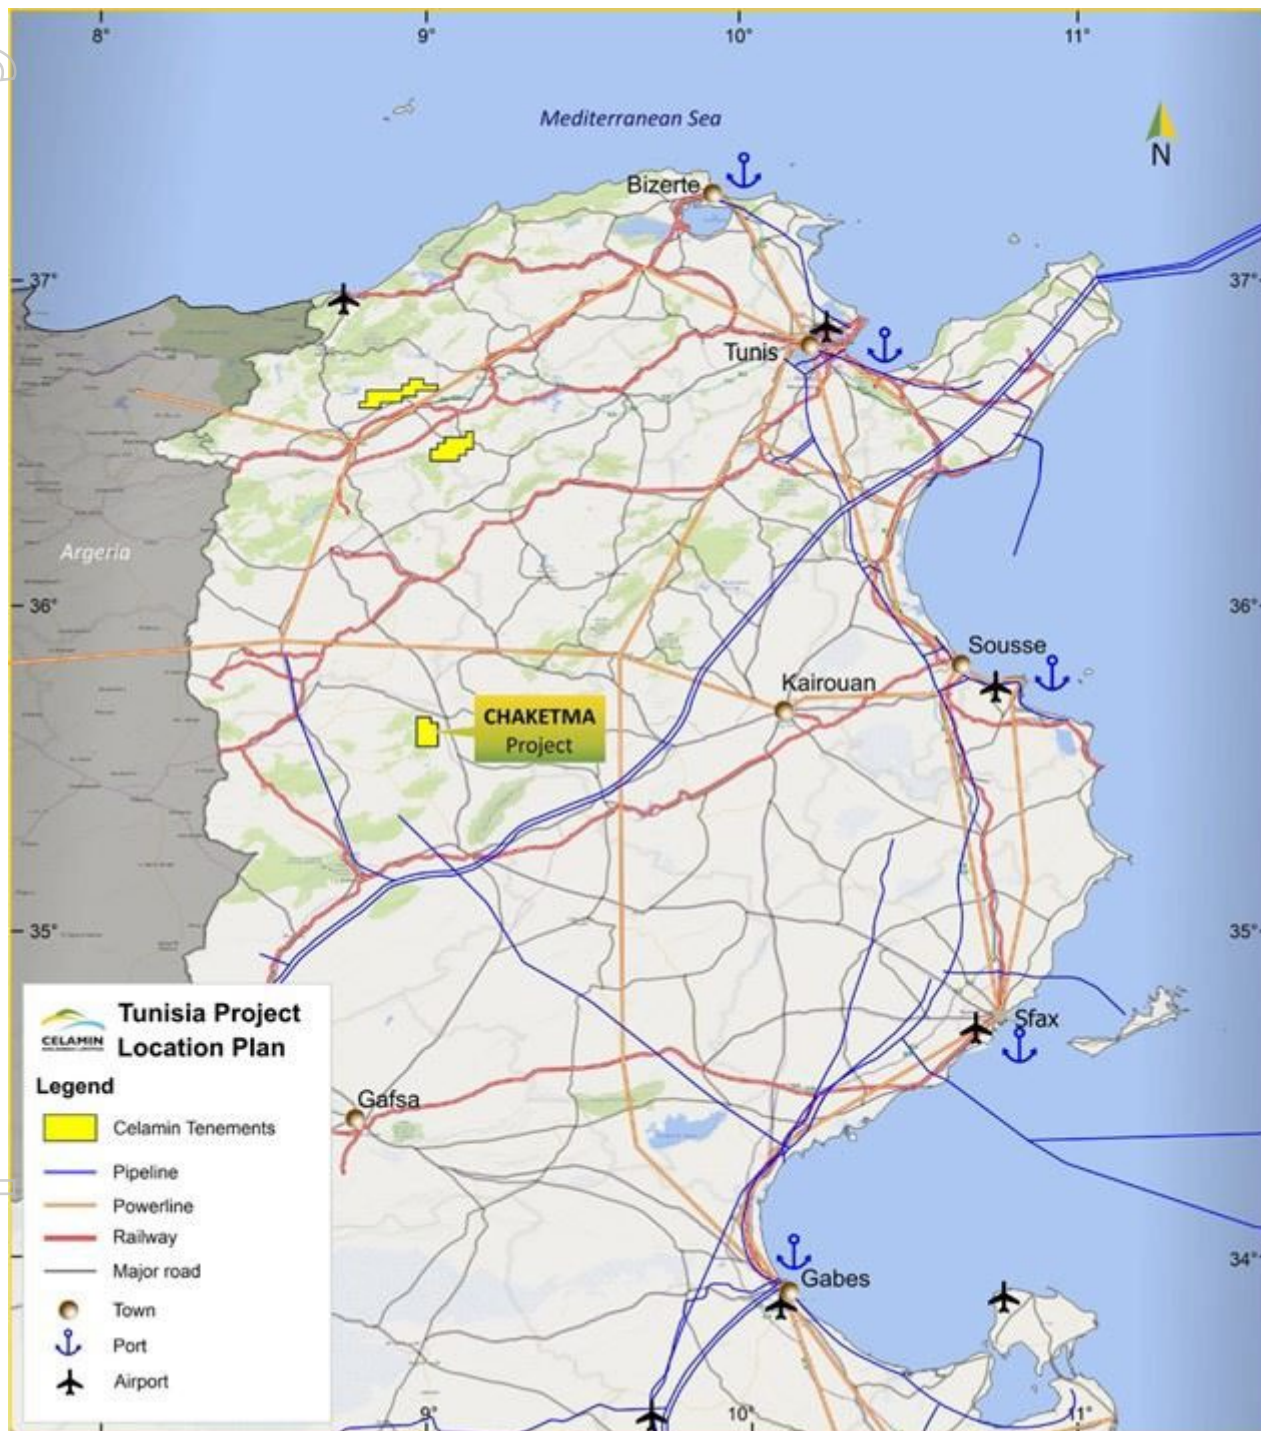 8°
9°
10°
11°
Mediterranean Sea
N
Bizerte
37°
37°
Tunis
Argeria
36°
36°
Sousse
Kairouan
CHAKETMA
Project
35°
35°
Sfax
Gafsa
34°
Gabes
9°
10°
11°
CELAMIN
Tunisia Project
Location Plan
Legend
Celamin Tenements
Pipeline
Powerline
Railway
Major road
Town
Port
Airport